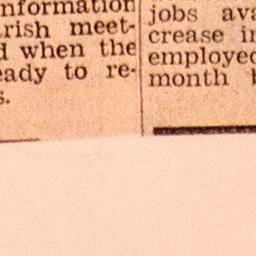 nformation
rish meet-
d when the
eady to re-
s.
jobs ava
crease in
employed
month